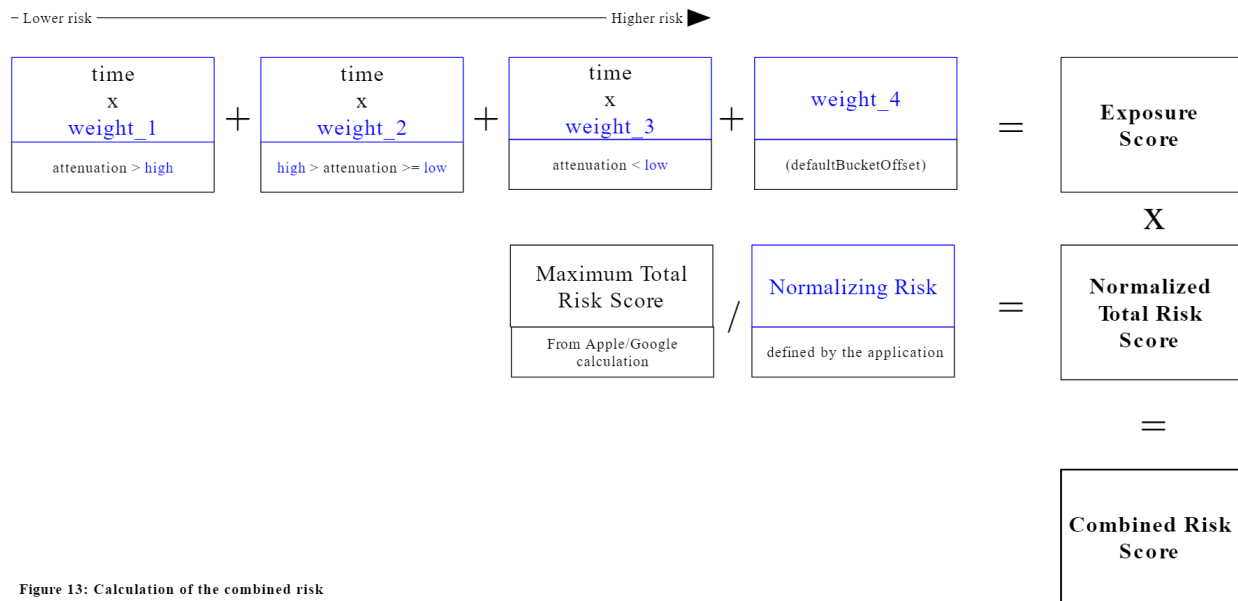 Lower risk
Higher risk
time
x
weight_1
attenuation > high
+
time
x
weight_2
high > attenuation >= low
+
time
x
weight_3
attenuation < low
+
weight_4
(defaultBucketOffset)
=
Exposure
Score
X
Maximum Total
Risk Score
From Apple/Google
calculation
/
Normalizing Risk
defined by the application
=
Normalized
Total Risk
Score
=
Combined Risk
Score
Figure 13: Calculation of the combined risk